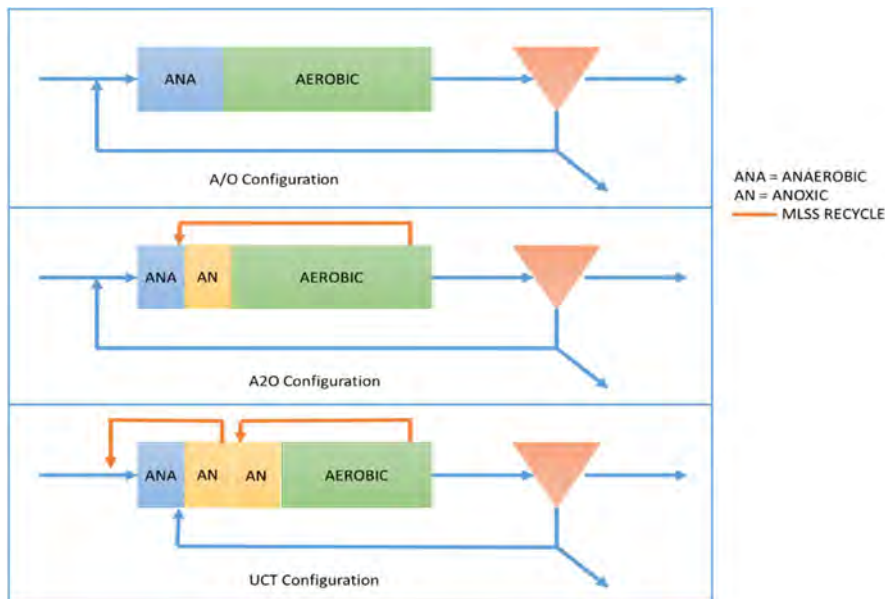 ANA
AEROBIC
A/O Configuration
ANA = ANAEROBIC
AN = ANOXIC
MLSS RECYCLE
ANA
AN
AEROBIC
A2O Configuration
ANA
AN
AN
AEROBIC
UCT Configuration